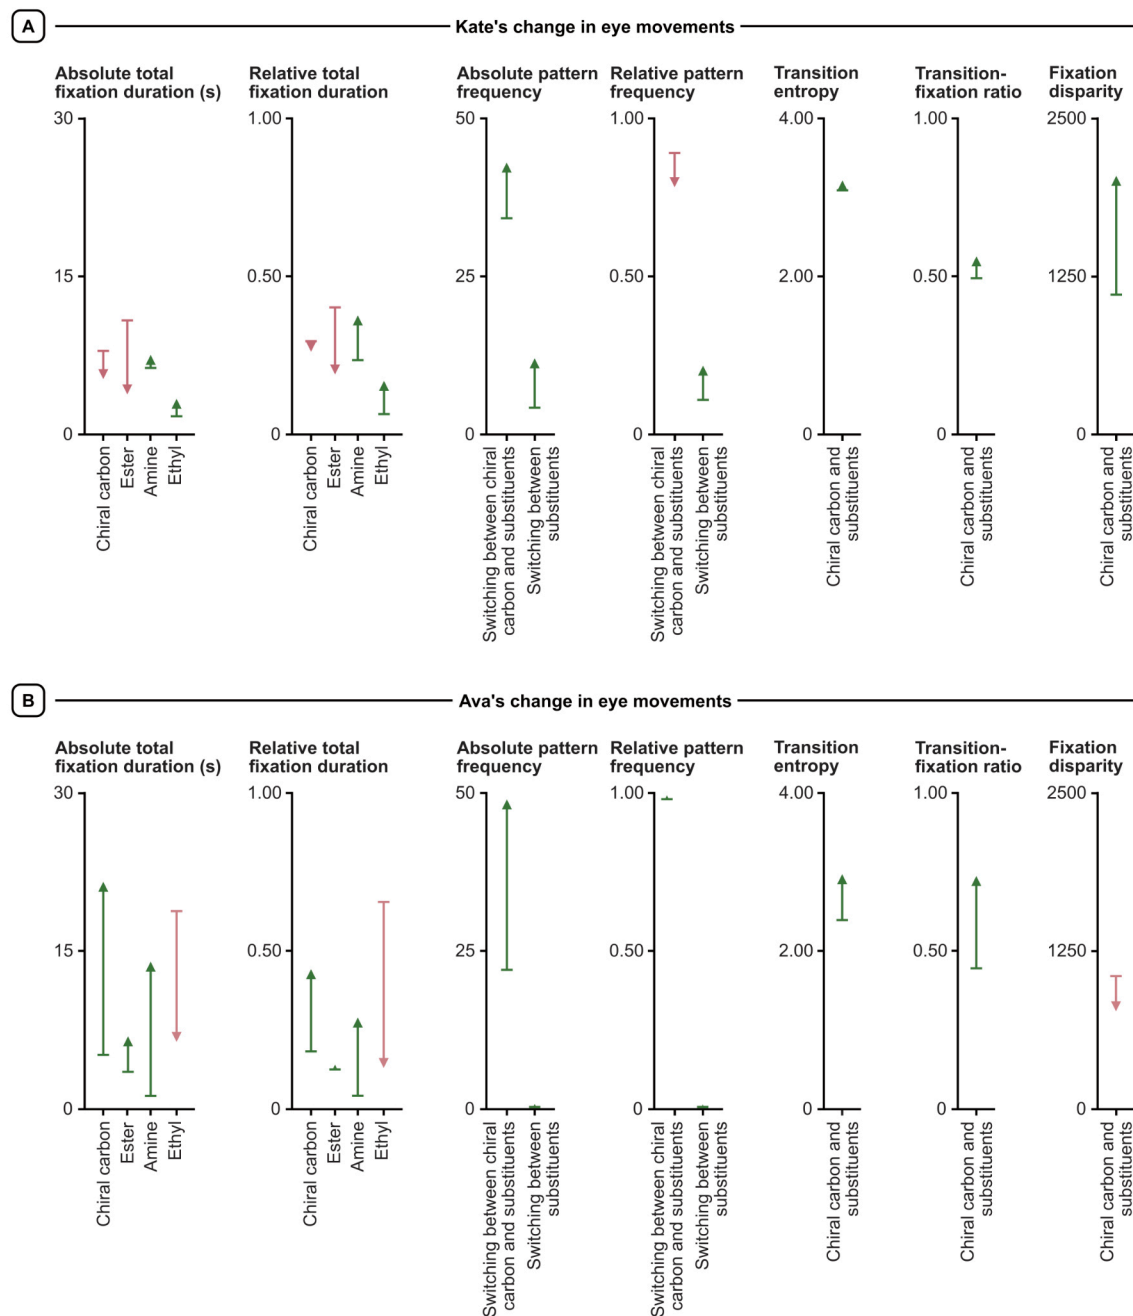 A
Kate's change in eye movements
Absolute total
fixation duration (s)
30
15
0
Chiral carbon
Ester
Amine
Ethyl
Relative total
fixation duration
1.00
0.50
0
Chiral carbon
Ester
Amine
Ethyl
Absolute pattern
frequency
50
25
0
Switching between chiral
carbon and substituents
Switching between
substituents
Relative pattern
frequency
1.00
0.50
0
Switching between chiral
carbon and substituents
Switching between
substituents
Transition
entropy
4.00
2.00
0
Chiral carbon and
substituents
Transition-
fixation ratio
1.00
0.50
0
Chiral carbon and
substituents
Fixation
disparity
2500
1250
0
Chiral carbon and
substituents
B
Ava's change in eye movements
Absolute total
fixation duration (s)
30
15
0
Chiral carbon
Ester
Amine
Ethyl
Relative total
fixation duration
1.00
0.50
0
Chiral carbon
Ester
Amine
Ethyl
Absolute pattern
frequency
50
25
0
Switching between chiral
carbon and substituents
Switching between
substituents
Relative pattern
frequency
1.00
0.50
0
Switching between chiral
carbon and substituents
Switching between
substituents
Transition
entropy
4.00
2.00
0
Chiral carbon and
substituents
Transition-
fixation ratio
1.00
0.50
0
Chiral carbon and
substituents
Fixation
disparity
2500
1250
0
Chiral carbon and
substituents